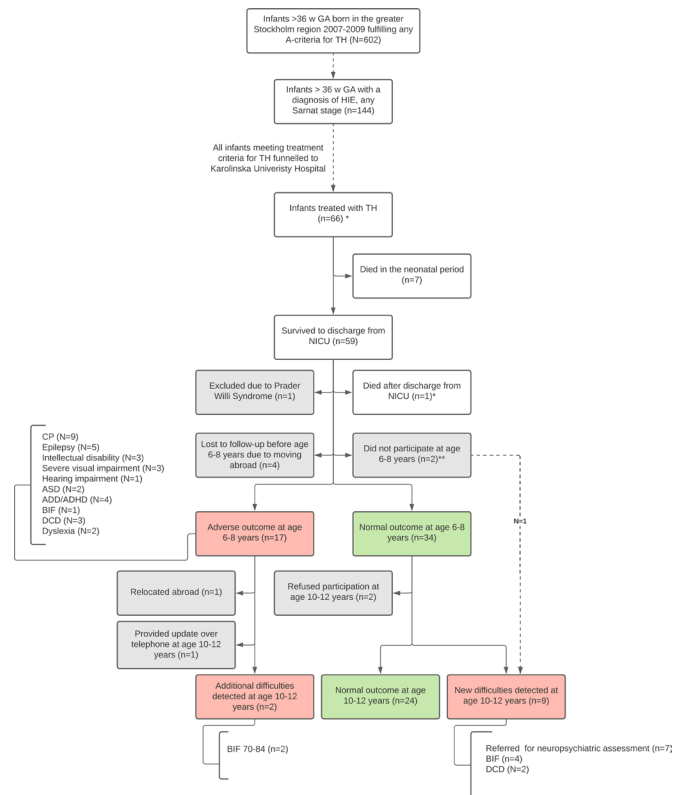 Infants >36 w GA born in the greater
Stockholm region 2007-2009 fulfilling any
A-criteria for TH (N=602)
Infants > 36 w GA with a
diagnosis of HIE, any
Sarnat stage (n=144)
All infants meeting treatment
criteria for TH funnelled to
Karolinska Univeristy Hospital
Infants treated with TH
(n=66) *
Died in the neonatal period
(n=7)
Survived to discharge from
NICU (n=59)
Excluded due to Prader
Willi Syndrome (n=1)
Died after discharge from
NICU (n=1)*
Lost to follow-up before age
6-8 years due to moving
abroad (n=4)
Did not participate at age
6-8 years (n=2)**
CP (N=9)
Epilepsy (N=5)
Intellectual disability (N=3)
Severe visual impairment (N=3)
Hearing impairment (N=1)
ASD (N=2)
ADD/ADHD (N=4)
BIF (N=1)
DCD (N=3)
Dyslexia (N=2)
Adverse outcome at age
6-8 years (n=17)
Normal outcome at age 6-8
years (n=34)
N=1
Relocated abroad (n=1)
Refused participation at
age 10-12 years (n=2)
Provided update over
telephone at age 10-12
years (n=1)
Additional difficulties
detected at age 10-12
years (n=2)
Normal outcome at age
10-12 years (n=24)
New difficulties detected at
age 10-12 years (n=9)
BIF 70-84 (n=2)
Referred for neuropsychiatric assessment (n=7)
BIF (n=4)
DCD (N=2)